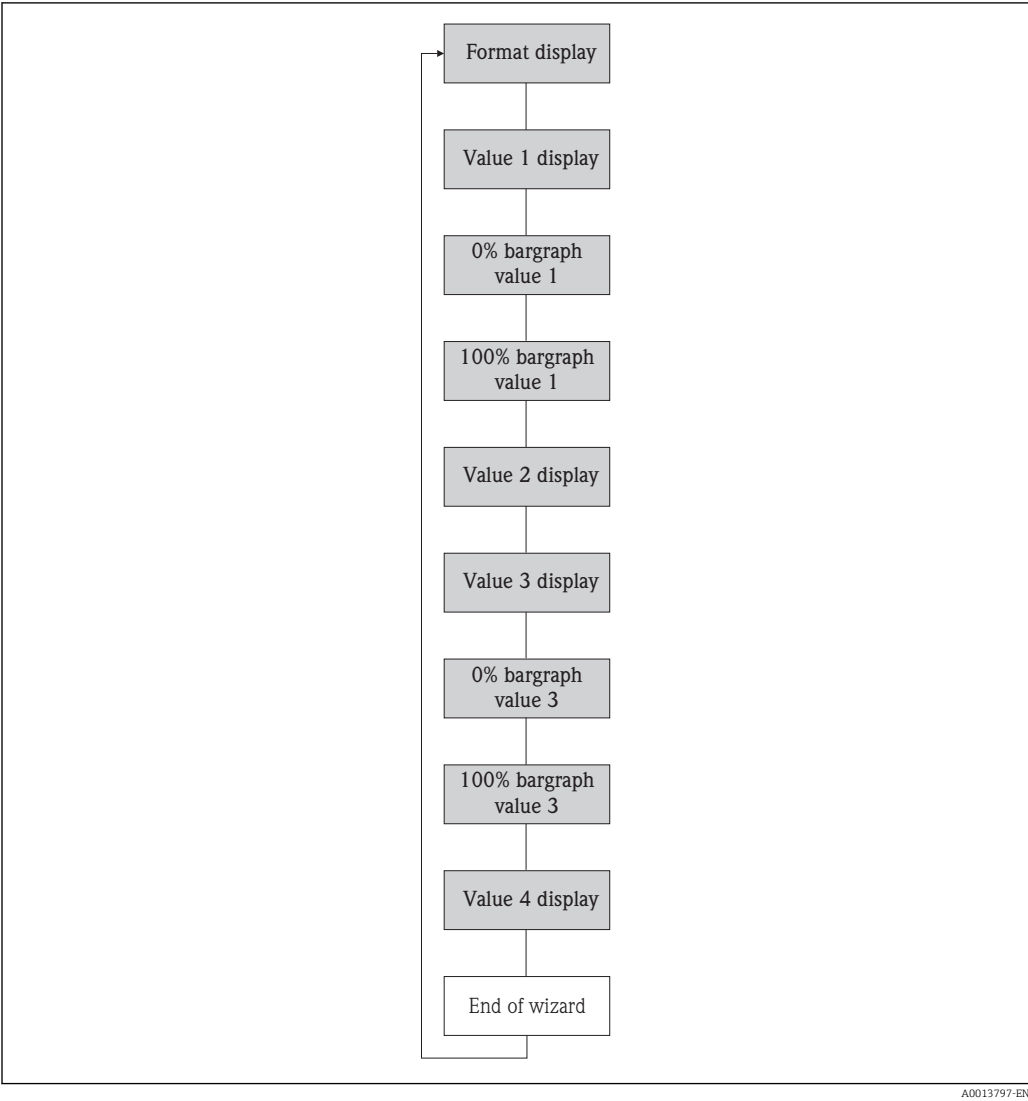 Format display
Value 1 display
0% bargraph
value 1
100% bargraph
value 1
Value 2 display
Value 3 display
0% bargraph
value 3
100% bargraph
value 3
Value 4 display
End of wizard
A0013797-EN